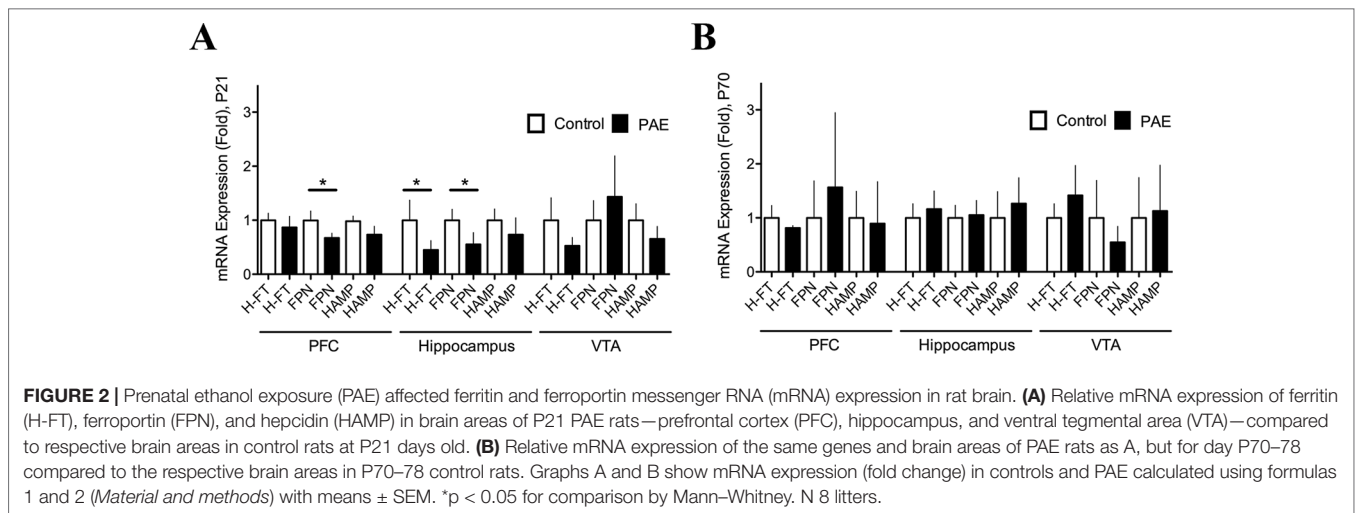 A
mRNA Expression (Fold), P21
3
2
1
0
Control PAE
* * *
H-FT H-FT FPN FPN HAMP HAMP H-FT H-FT FPN FPN HAMP HAMP H-FT H-FT FPN FPN HAMP HAMP
PFC Hippocampus VTA
B
mRNA Expression (Fold), P70
3
2
1
0
Control PAE
H-FT H-FT FPN FPN HAMP HAMP H-FT H-FT FPN FPN HAMP HAMP H-FT H-FT FPN FPN HAMP HAMP
PFC Hippocampus VTA
FIGURE 2 | Prenatal ethanol exposure (PAE) affected ferritin and ferroportin messenger RNA (mRNA) expression in rat brain. (A) Relative mRNA expression of ferritin
(H-FT), ferroportin (FPN), and hepcidin (HAMP) in brain areas of P21 PAE rats—prefrontal cortex (PFC), hippocampus, and ventral tegmental area (VTA)—compared
to respective brain areas in control rats at P21 days old. (B) Relative mRNA expression of the same genes and brain areas of PAE rats as A, but for day P70–78
compared to the respective brain areas in P70–78 control rats. Graphs A and B show mRNA expression (fold change) in controls and PAE calculated using formulas
1 and 2 (Material and methods) with means ± SEM. *p < 0.05 for comparison by Mann–Whitney. N 8 litters.